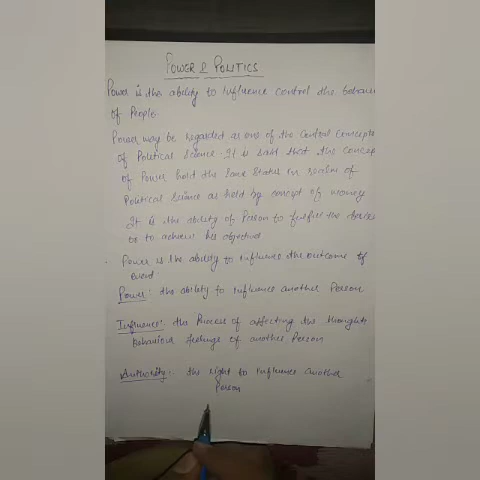 POWER & POLITICS
Power is the ability to influence control the behaviou
of People
Power may be regarded as one of the central concepts
of Political Science. It is said that the concep
of Power hold the same status in realm of
Political Science as held by concept of money
It is the ability of Person to fulfill the desires
or to achieve his objectives
Power is the ability to influence the outcome of
event
Power: the ability to influence another Person
Influence: the Process of affecting the thoughts
behaviour feelings of another Person
Authority: the right to influence another
Person